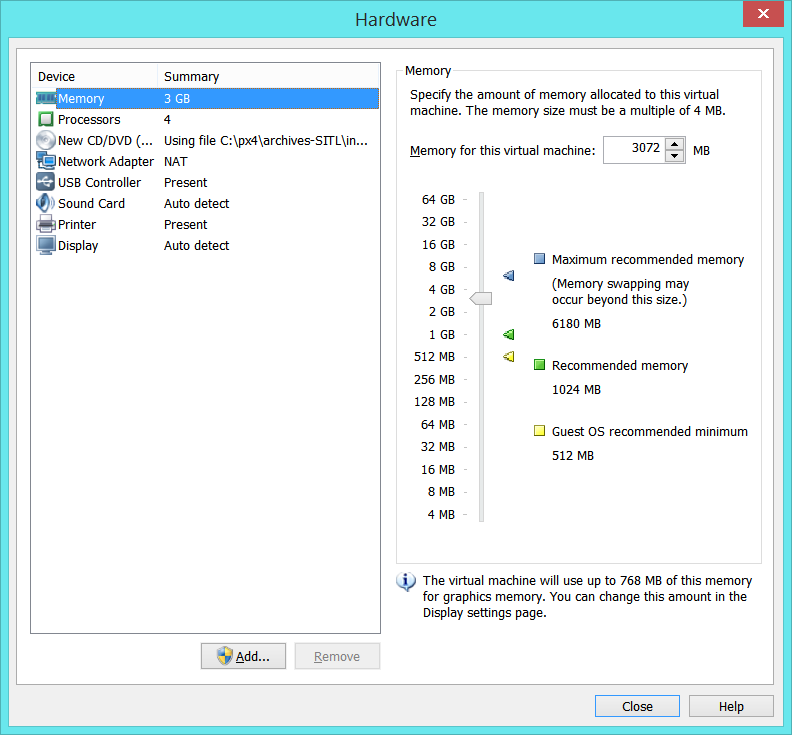 Hardware
Device Summary
Memory 3 GB
Processors 4
New CD/DVD (... Using file C:\px4\archives-SITL\in...
Network Adapter NAT
USB Controller Present
Sound Card Auto detect
Printer Present
Display Auto detect
Add...
Remove
Memory
Specify the amount of memory allocated to this virtual
machine. The memory size must be a multiple of 4 MB.
Memory for this virtual machine: 3072 MB
64 GB
32 GB
16 GB
8 GB
4 GB
2 GB
1 GB
512 MB
256 MB
128 MB
64 MB
32 MB
16 MB
8 MB
4 MB
Maximum recommended memory
(Memory swapping may
occur beyond this size.)
6180 MB
Recommended memory
1024 MB
Guest OS recommended minimum
512 MB
The virtual machine will use up to 768 MB of this memory
for graphics memory. You can change this amount in the
Display settings page.
Close
Help